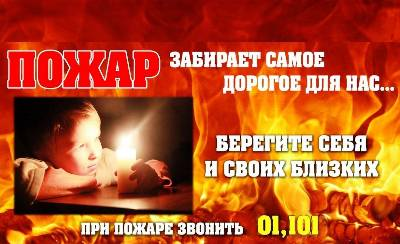 ПОЖАР ЗАБИРАЕТ САМОЕ
ДОРОГОЕ ДЛЯ НАС...
БЕРЕГИТЕ СЕБЯ
И СВОИХ БЛИЗКИХ
ПРИ ПОЖАРЕ ЗВОНИТЬ 01,101